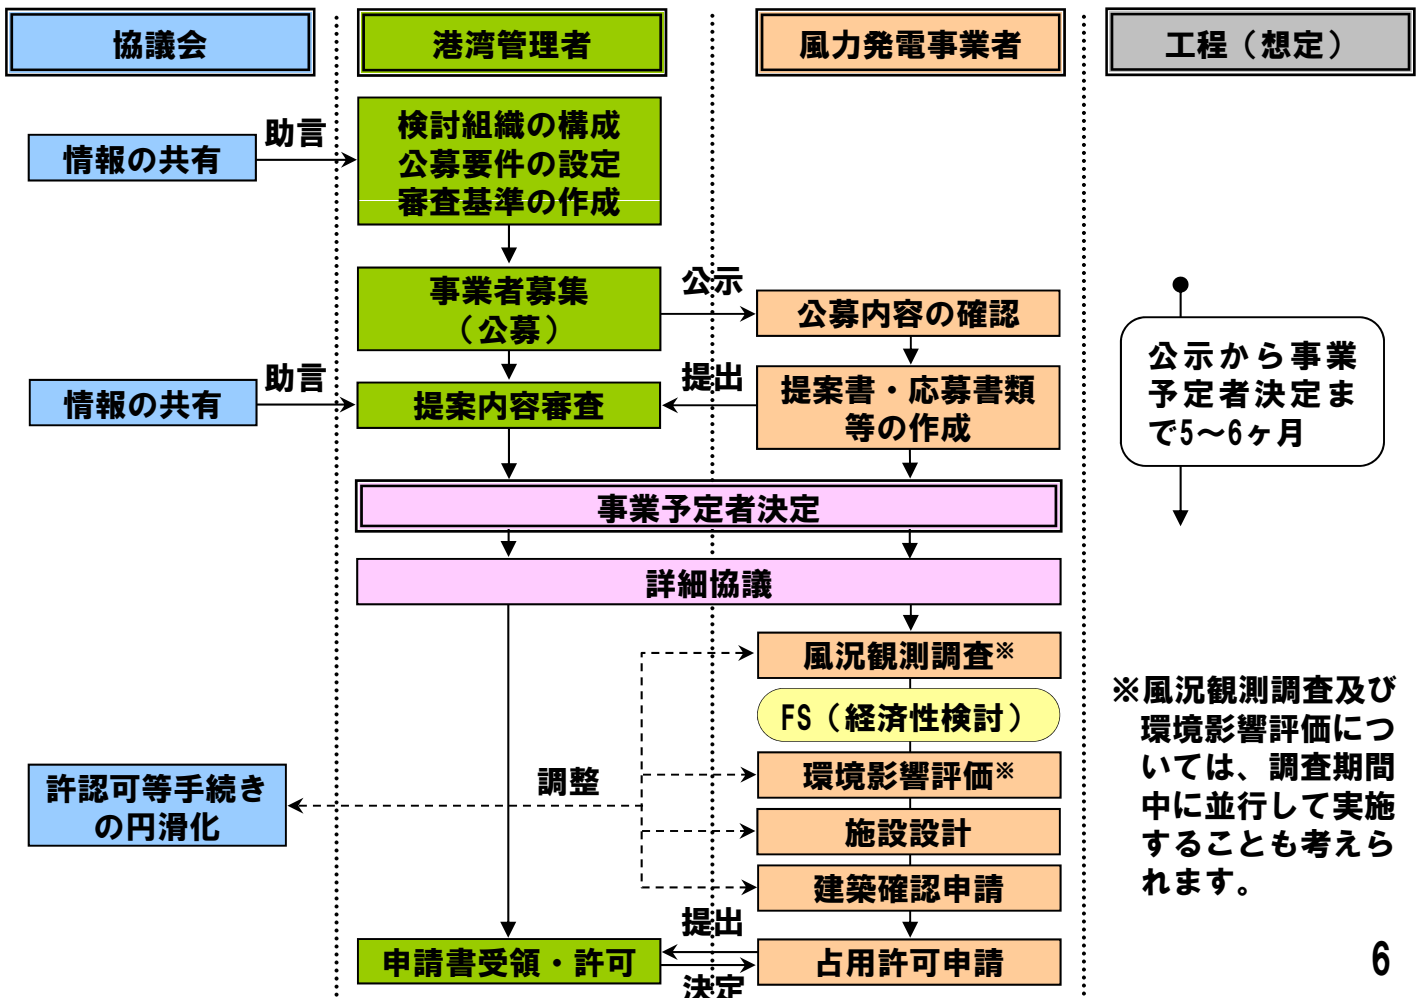 協議会
港湾管理者
風力発電事業者
工程（想定）
助言
情報の共有
検討組織の構成
公募要件の設定
審査基準の作成
事業者募集
（公募）
公示
公募内容の確認
公示から事業
予定者決定ま
で5～6ヶ月
助言
情報の共有
提案内容審査
提出
提案書・応募書類
等の作成
事業予定者決定
詳細協議
風況観測調査※
FS（経済性検討）
環境影響評価※
調整
許認可等手続き
の円滑化
施設設計
建築確認申請
提出
申請書受領・許可
占用許可申請
決定
※風況観測調査及び
環境影響評価につ
いては、調査期間
中に並行して実施
することも考えら
れます。
6